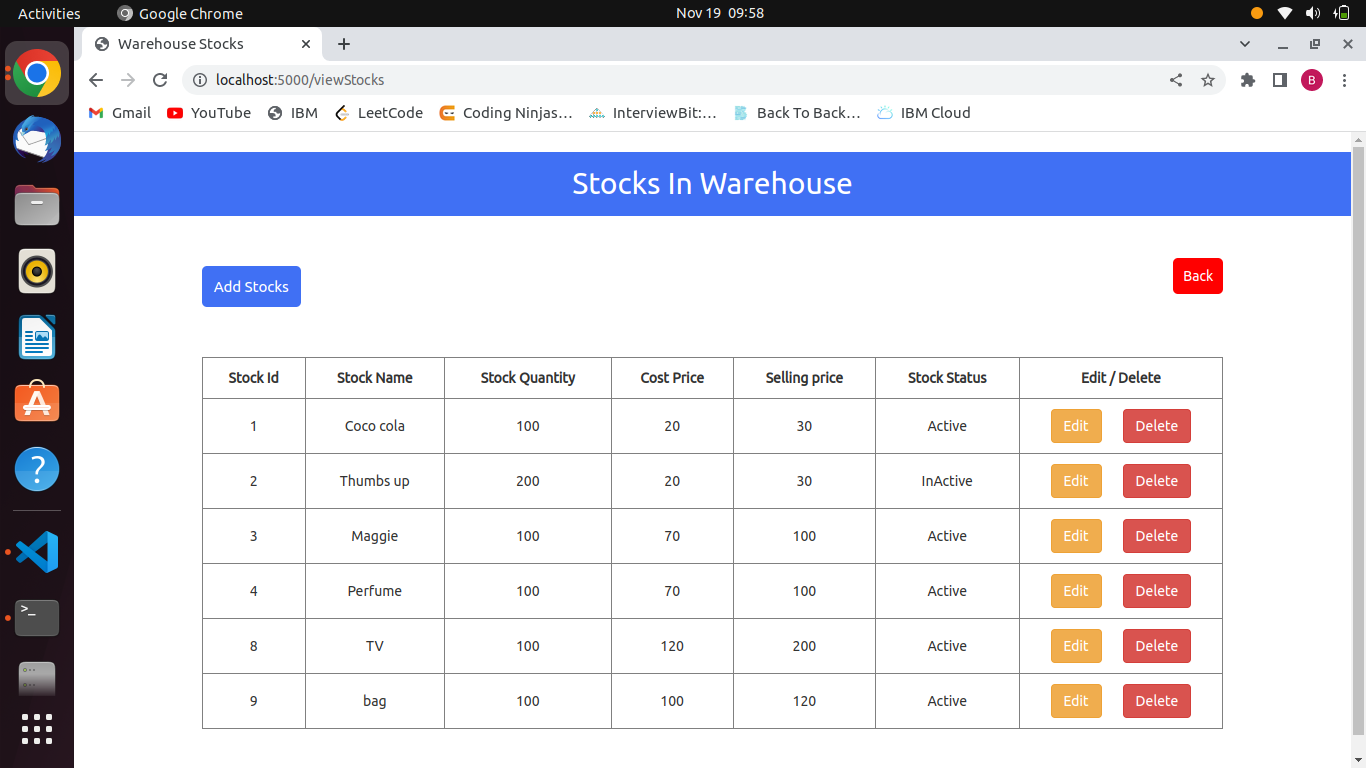 Activities Google Chrome Nov 19 09:58
Warehouse Stocks
localhost:5000/viewStocks B
Gmail YouTube IBM LeetCode Coding Ninjas… InterviewBit:… Back To Back… IBM Cloud
Stocks In Warehouse
Add Stocks Back
Stock Id Stock Name Stock Quantity Cost Price Selling price Stock Status Edit / Delete
1 Coco cola 100 20 30 Active Edit Delete
2 Thumbs up 200 20 30 InActive Edit Delete
3 Maggie 100 70 100 Active Edit Delete
4 Perfume 100 70 100 Active Edit Delete
8 TV 100 120 200 Active Edit Delete
9 bag 100 100 120 Active Edit Delete